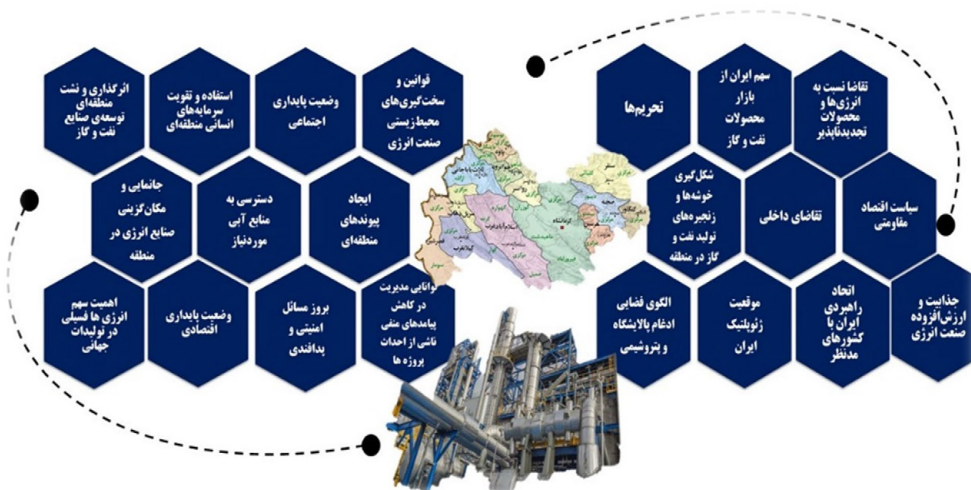 تقاضا نسبت به
انرژی‌ها و
محصولات
تجدیدناپذیر
سهم ایران از
بازار
محصولات
نفت و گاز
تحریم‌ها
سیاست اقتصاد
مقاومتی
تقاضای داخلی
شکل‌گیری
خوشه‌ها و
زنجیره‌های
تولید نفت و
گاز در منطقه
جذابیت و
ارزش‌افزوده
صنعت انرژی
اتحاد
راهبردی
ایران با
کشورهای
مدنظر
موقعیت
ژئوپلتیک
ایران
الگوی فضایی
ادغام پالایشگاه
و پتروشیمی
قوانین و
سخت‌گیری‌های
محیط‌زیستی
صنعت انرژی
وضعیت پایداری
اجتماعی
استفاده و تقویت
سرمایه‌های
انسانی منطقه‌ای
اثرگذاری و نشت
منطقه‌ای
توسعه‌ی صنایع
نفت و گاز
ایجاد
پیوندهای
منطقه‌ای
دسترسی به
منابع آبی
موردنیاز
جانمایی و
مکان‌گزینی
صنایع انرژی در
منطقه
توانایی مدیریت
در کاهش
پیامدهای منفی
ناشی از احداث
پروژه ها
بروز مسائل
امنیتی و
پدافندی
وضعیت پایداری
اقتصادی
اهمیت سهم
انرژی ها فسیلی
در تولیدات
جهانی
کرمانشاه